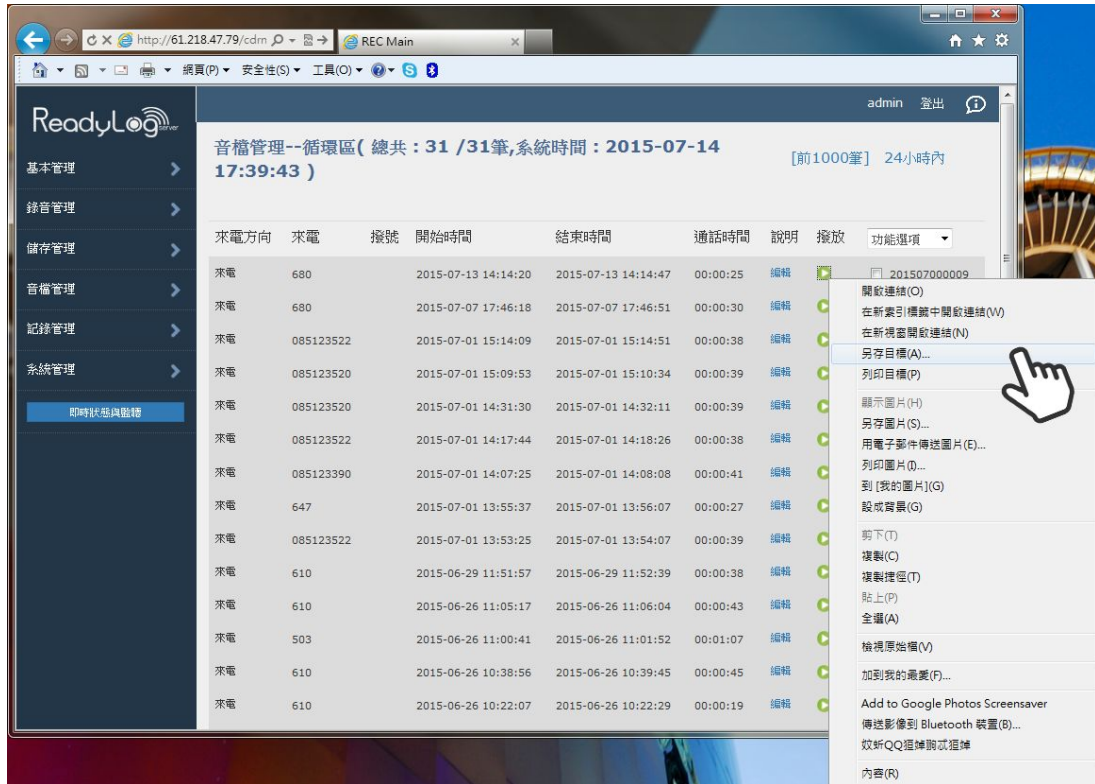 http://61.218.47.79/cdm
REC Main
網頁(P) 安全性(S) 工具(O)
ReadyLog server
admin 登出
基本管理
錄音管理
儲存管理
音檔管理
記錄管理
系統管理
即時狀態與監聽
音檔管理--循環區( 總共：31 /31筆,系統時間：2015-07-14
17:39:43 )
[前1000筆] 24小時內
來電方向 來電 撥號 開始時間 結束時間 通話時間 說明 撥放 功能選項
來電 680 2015-07-13 14:14:20 2015-07-13 14:14:47 00:00:25 編輯 201507000009
來電 680 2015-07-07 17:46:18 2015-07-07 17:46:51 00:00:30 編輯
來電 085123522 2015-07-01 15:14:09 2015-07-01 15:14:51 00:00:38 編輯
來電 085123520 2015-07-01 15:09:53 2015-07-01 15:10:34 00:00:39 編輯
來電 085123520 2015-07-01 14:31:30 2015-07-01 14:32:11 00:00:39 編輯
來電 085123522 2015-07-01 14:17:44 2015-07-01 14:18:26 00:00:38 編輯
來電 085123390 2015-07-01 14:07:25 2015-07-01 14:08:08 00:00:41 編輯
來電 647 2015-07-01 13:55:37 2015-07-01 13:56:07 00:00:27 編輯
來電 085123522 2015-07-01 13:53:25 2015-07-01 13:54:07 00:00:39 編輯
來電 610 2015-06-29 11:51:57 2015-06-29 11:52:39 00:00:38 編輯
來電 610 2015-06-26 11:05:17 2015-06-26 11:06:04 00:00:43 編輯
來電 503 2015-06-26 11:00:41 2015-06-26 11:01:52 00:01:07 編輯
來電 610 2015-06-26 10:38:56 2015-06-26 10:39:45 00:00:45 編輯
來電 610 2015-06-26 10:22:07 2015-06-26 10:22:29 00:00:19 編輯
開啟連結(O)
在新索引標籤中開啟連結(W)
在新視窗開啟連結(N)
另存目標(A)...
列印目標(P)
顯示圖片(H)
另存圖片(S)...
用電子郵件傳送圖片(E)...
列印圖片(I)...
到 [我的圖片](G)
設成背景(G)
剪下(T)
複製(C)
複製捷徑(T)
貼上(P)
全選(A)
檢視原始檔(V)
加到我的最愛(F)...
Add to Google Photos Screensaver
傳送影像到 Bluetooth 裝置(B)...
內容(R)